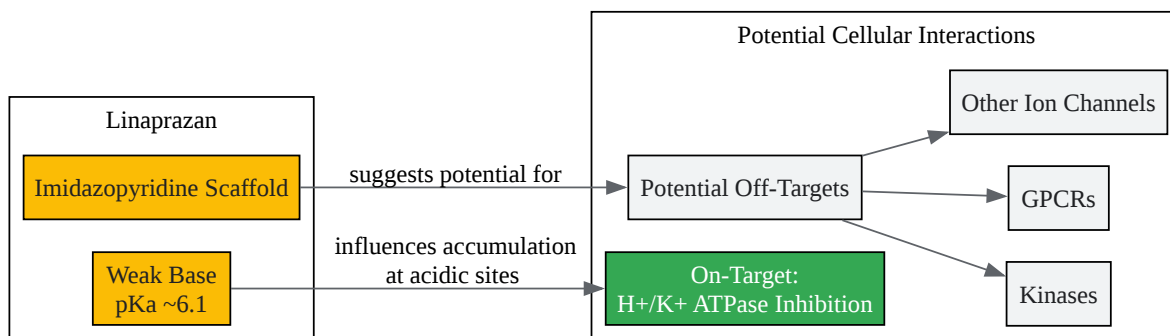 Potential Cellular Interactions
Linaprazan
Other Ion Channels
Imidazopyridine Scaffold
suggests potential for
Potential Off-Targets
GPCRs
influences accumulation
at acidic sites
Weak Base
pKa ~6.1
On-Target:
H+/K+ ATPase Inhibition
Kinases